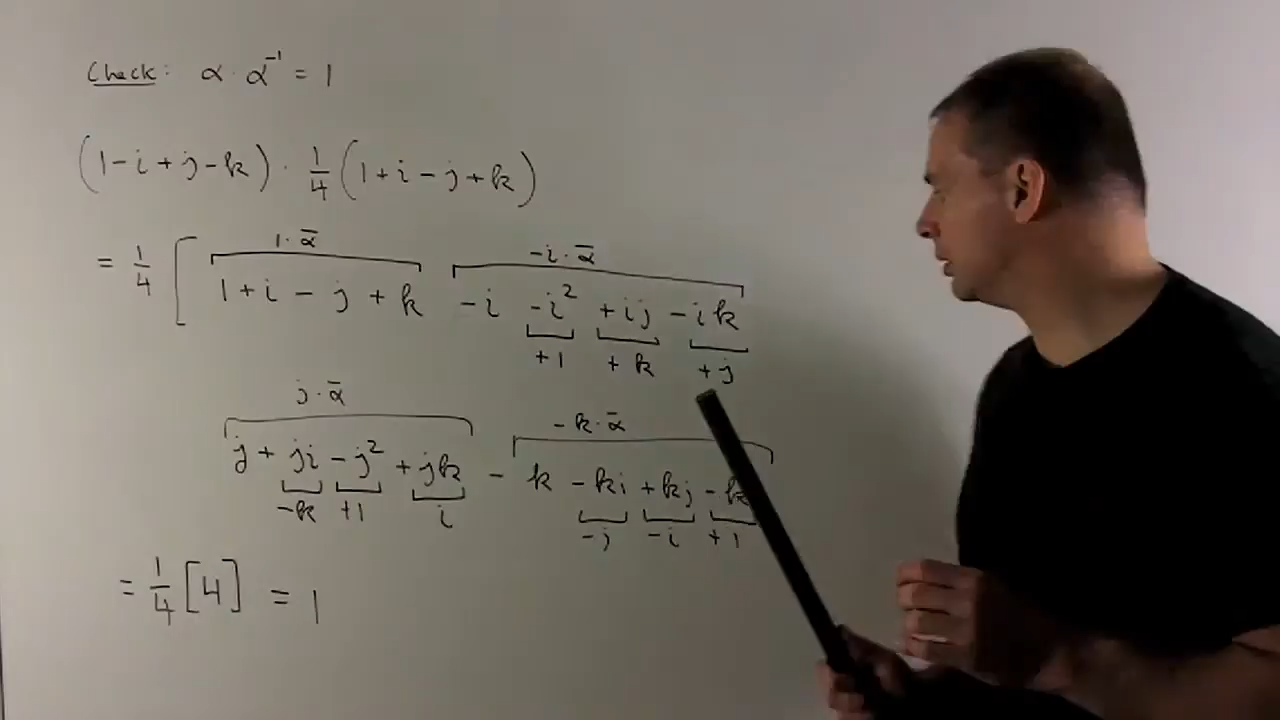 Check: α · α⁻¹ = 1
(1 - i + j - k) · 1/4 (1 + i - j + k)
1·ᾱ -i·ᾱ
= 1/4 [ 1 + i - j + k - i - i² + ij - ik
+1 +k +j
j·ᾱ -k·ᾱ
j + ji - j² + jk - k - ki + kj - k
-k +1 i -j -i +1
= 1/4 [4] = 1